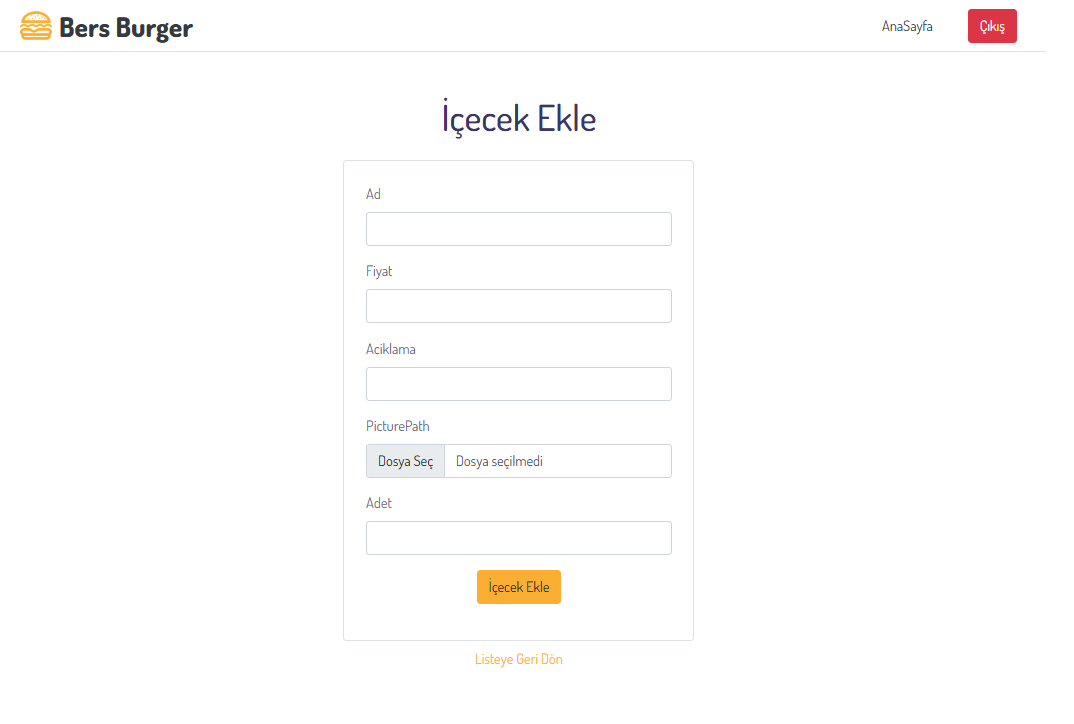 Bers Burger
AnaSayfa
Çıkış
İçecek Ekle
Ad
Fiyat
Aciklama
PicturePath
Dosya Seç
Dosya seçilmedi
Adet
İçecek Ekle
Listeye Geri Dön